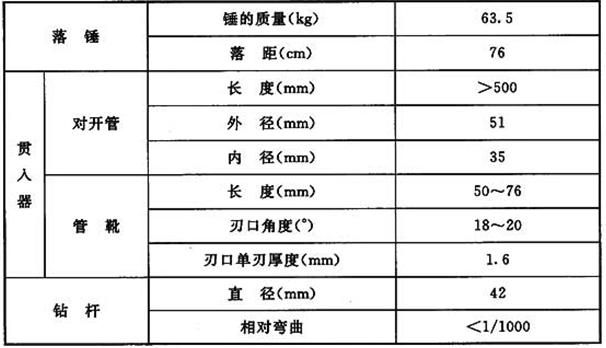 落 锤 锤的质量(kg) 63.5
落 距(cm) 76
贯入器 对开管 长 度(mm) >500
外 径(mm) 51
内 径(mm) 35
管 靴 长 度(mm) 50～76
刃口角度(°) 18～20
刃口单刃厚度(mm) 1.6
钻 杆 直 径(mm) 42
相对弯曲 <1/1000